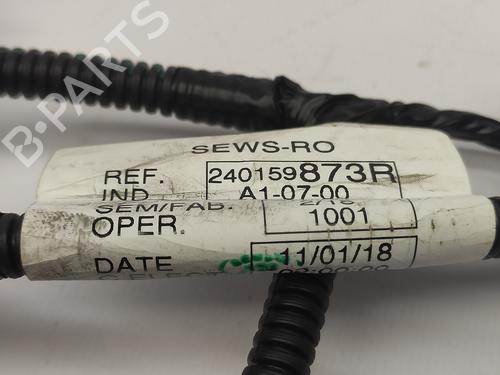 B-PARTS
SEWS-RO
REF. 240159873R
IND A1-07-00
SEM/FAB.
OPER. 1001
DATE 11/01/18